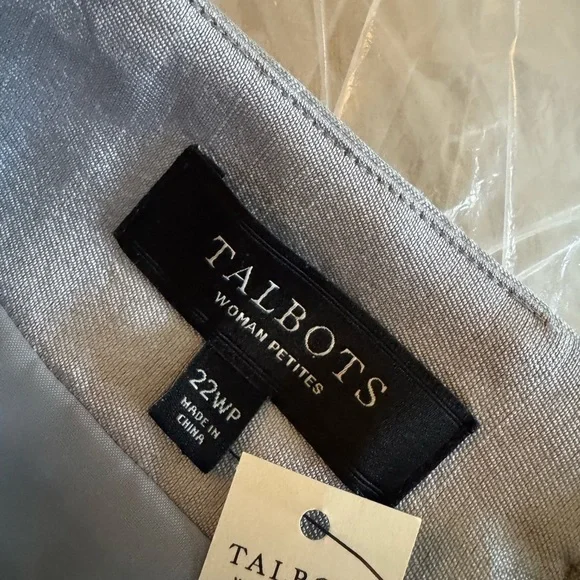 TALBOTS
WOMAN PETITES
22WP
MADE IN
CHINA
TALBOTS